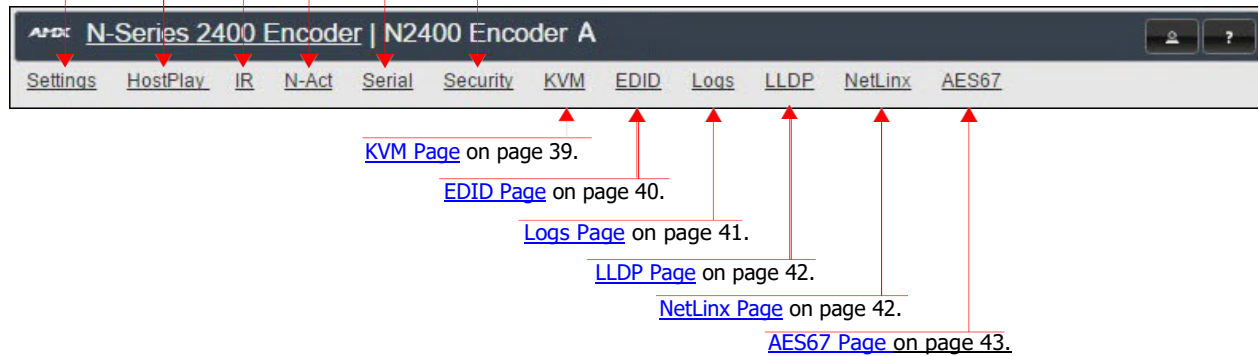 AMX N-Series 2400 Encoder | N2400 Encoder A
?
Settings HostPlay IR N-Act Serial Security KVM EDID Logs LLDP NetLinx AES67
KVM Page on page 39.
EDID Page on page 40.
Logs Page on page 41.
LLDP Page on page 42.
NetLinx Page on page 42.
AES67 Page on page 43.